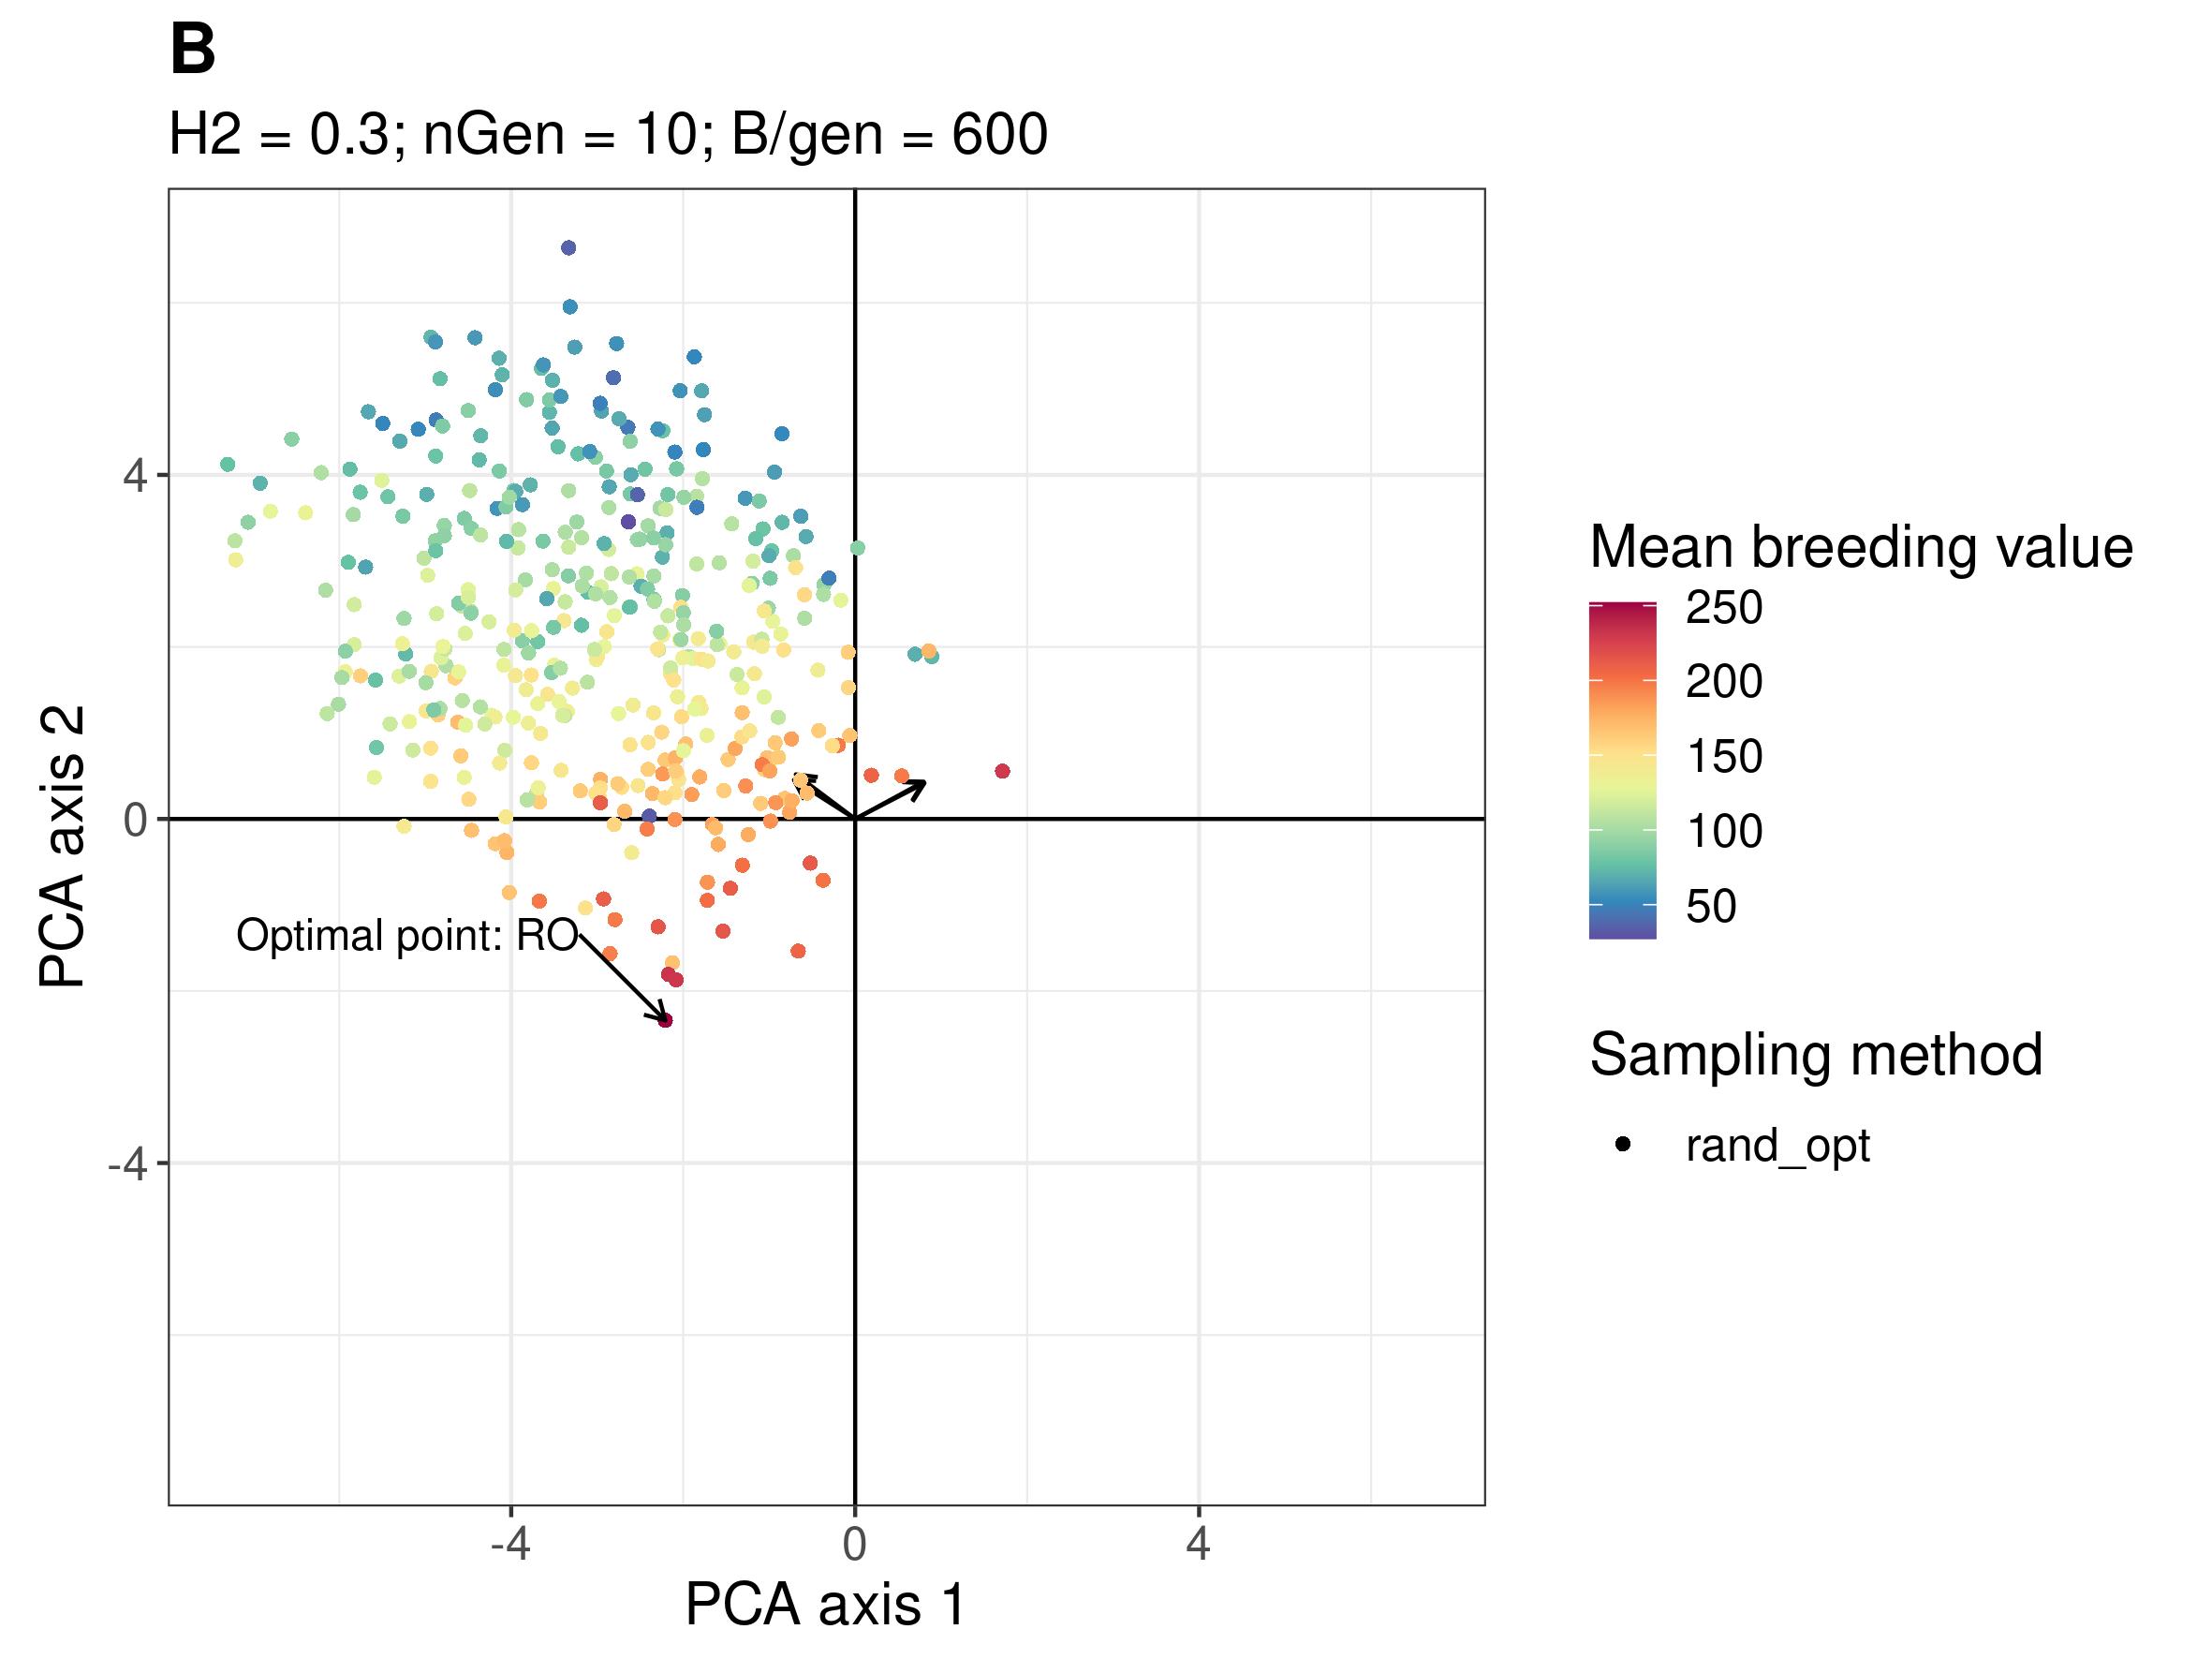 B
H2 = 0.3; nGen = 10; B/gen = 600
PCA axis 2
4
0
-4
Optimal point: RO
-4
0
4
PCA axis 1
Mean breeding value
250
200
150
100
50
Sampling method
rand_opt